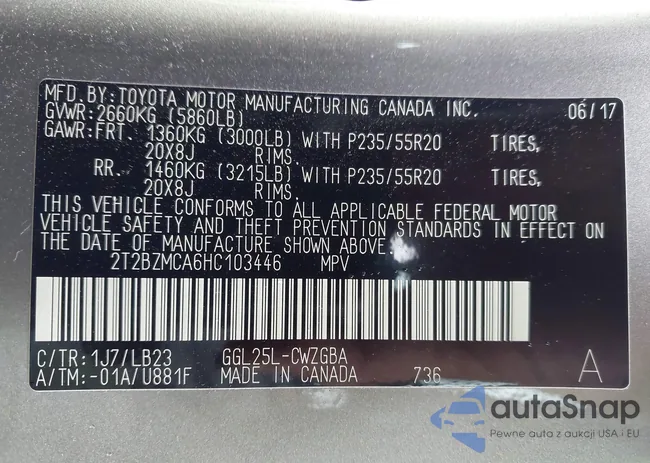 MFD.BY:TOYOTA MOTOR MANUFACTURING CANADA INC. 06/17
GVWR:2660KG (5860LB)
GAWR:FRT. 1360KG (3000LB) WITH P235/55R20 TIRES,
20X8J RIMS.
RR. 1460KG (3215LB) WITH P235/55R20 TIRES,
20X8J RIMS.
THIS VEHICLE CONFORMS TO ALL APPLICABLE FEDERAL MOTOR
VEHICLE SAFETY AND THEFT PREVENTION STANDARDS IN EFFECT ON
THE DATE OF MANUFACTURE SHOWN ABOVE.
2T2BZMCA6HC103446 MPV
C/TR:1J7/LB23 GGL25L-CWZGBA
A/TM:-01A/U881F MADE IN CANADA 736 A
autaSnap
Pewne auta z aukcji USA i EU